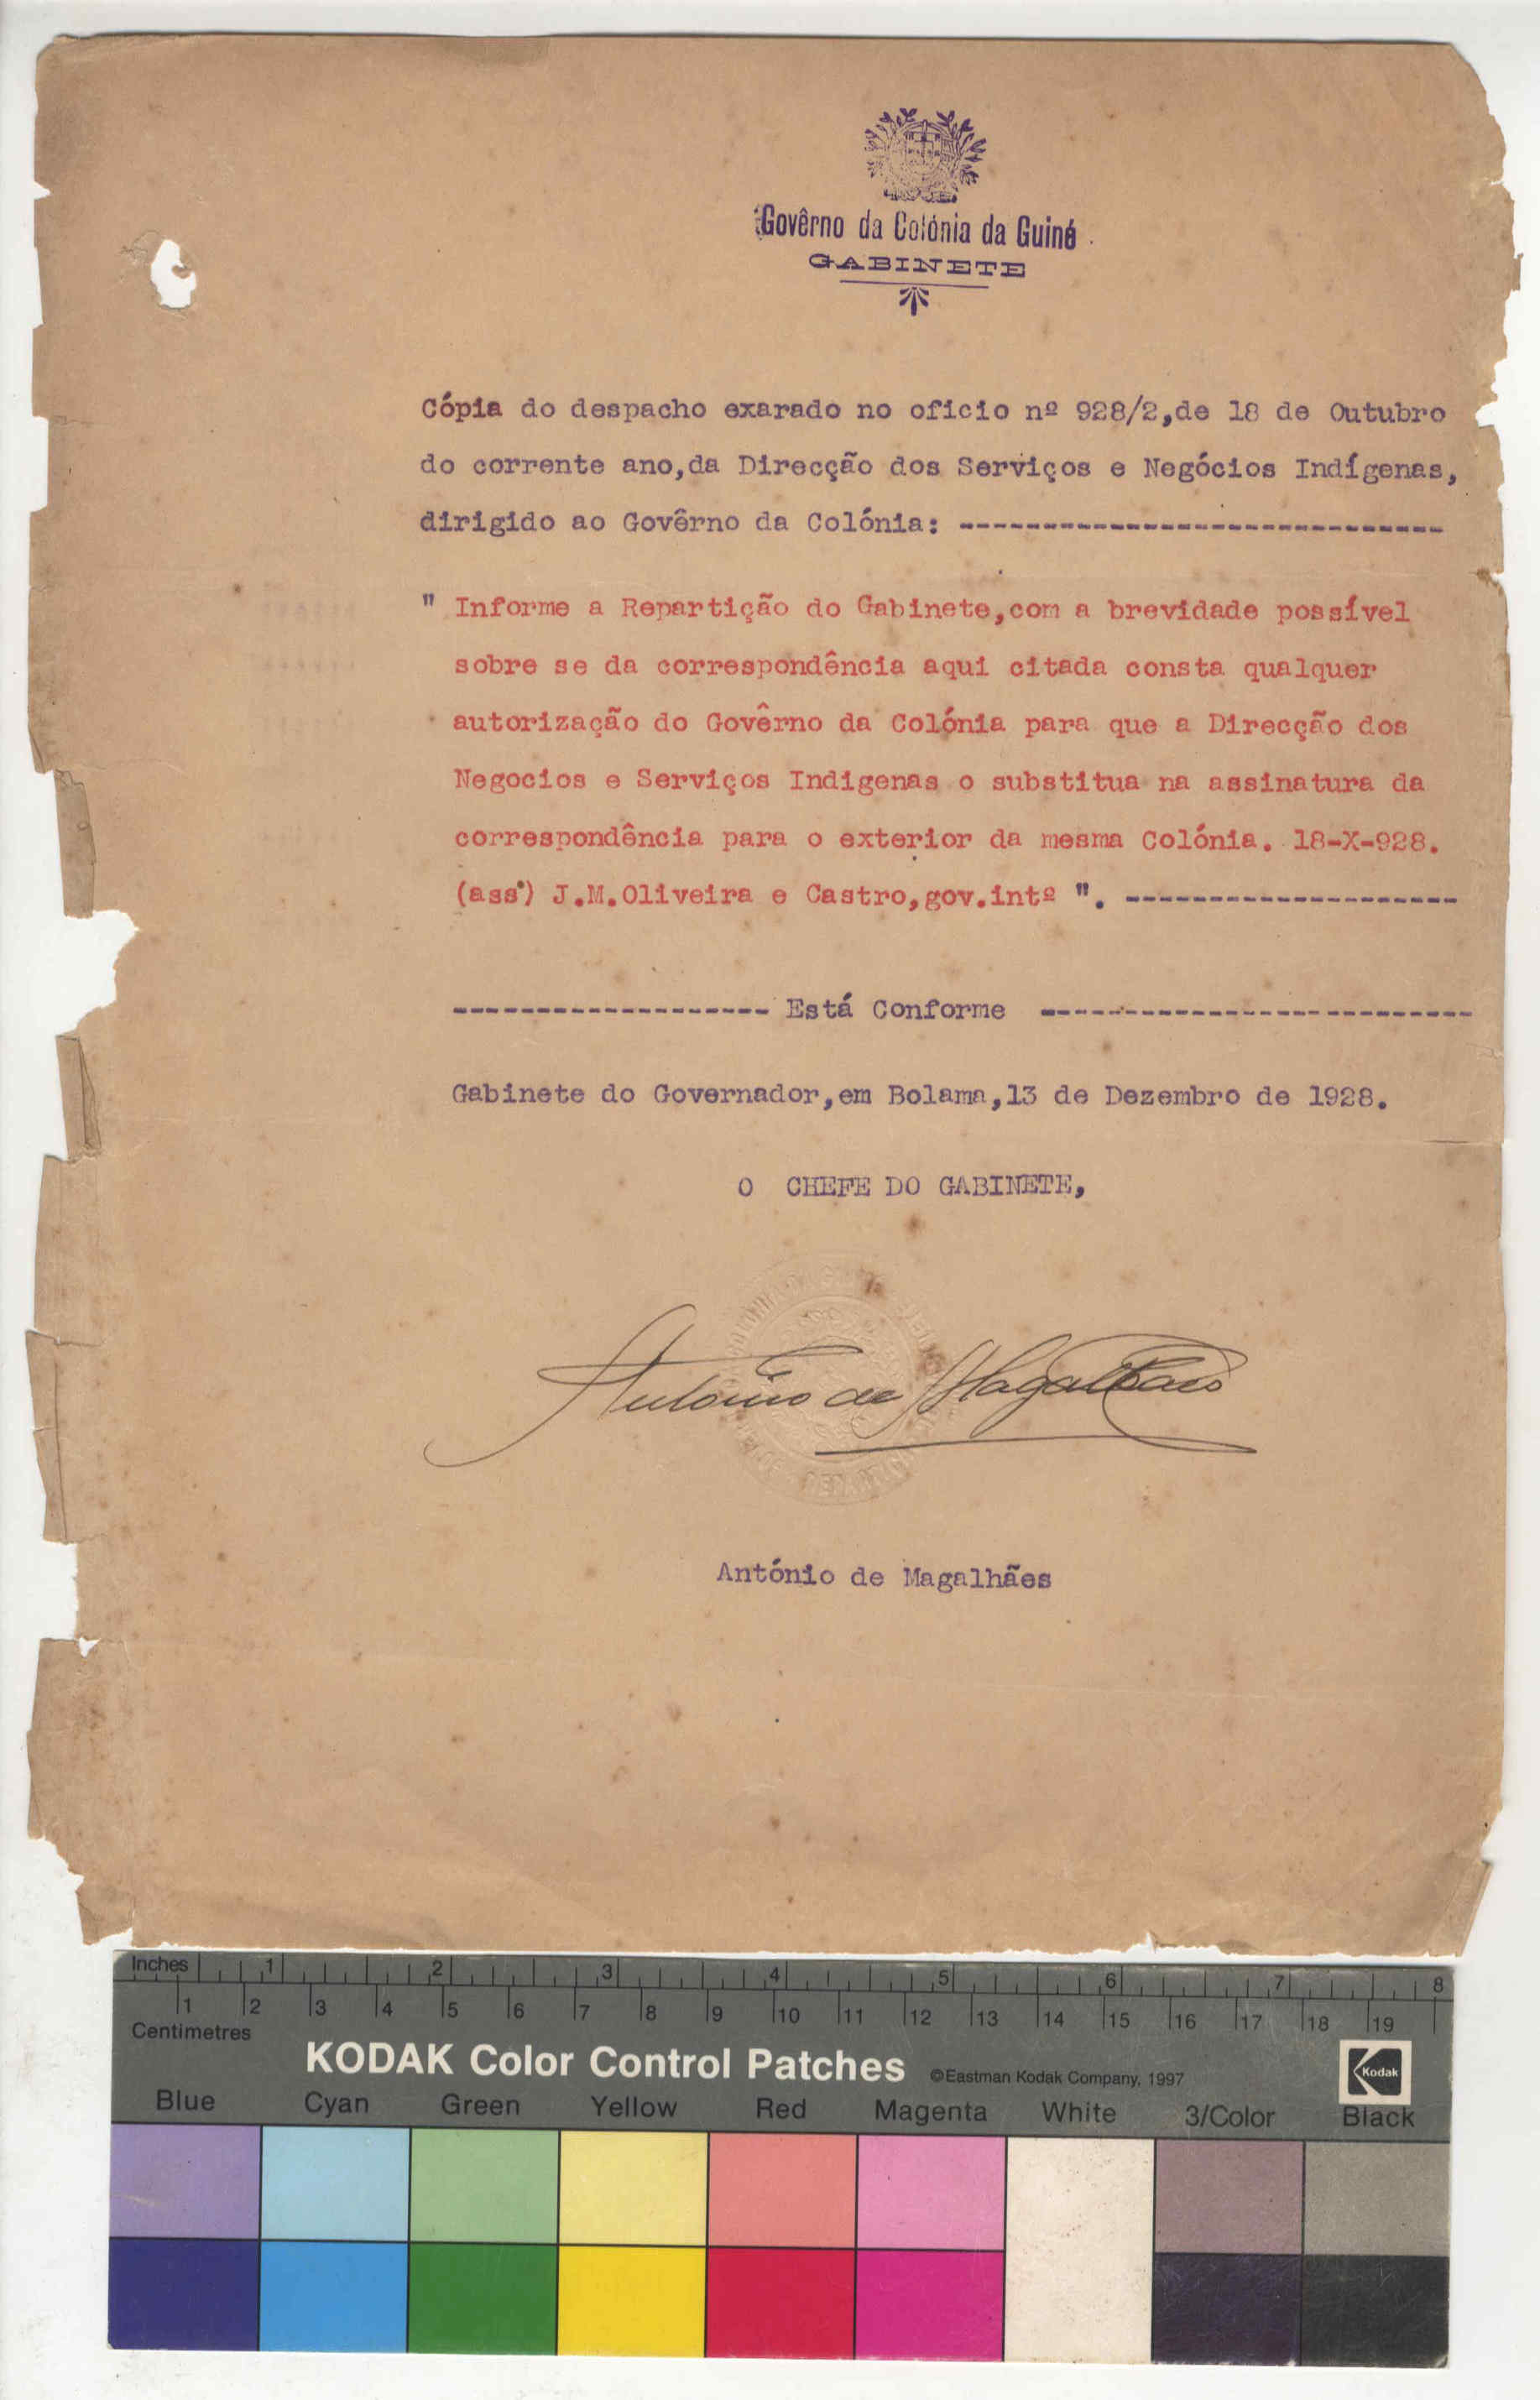 Govêrno da Colónia da Guiné
GABINETE
Cópia do despacho exarado no oficio nº 928/2,de 18 de Outubro
do corrente ano,da Direcção dos Serviços e Negócios Indígenas,
dirigido ao Govêrno da Colónia: -----------------------------
" Informe a Repartição do Gabinete,com a brevidade possível
sobre se da correspondência aqui citada consta qualquer
autorização do Govêrno da Colónia para que a Direcção dos
Negocios e Serviços Indigenas o substitua na assinatura da
correspondência para o exterior da mesma Colónia. 18-X-928.
(ass) J.M.Oliveira e Castro,gov.intº ". --------------------
------------------- Está Conforme --------------------------
Gabinete do Governador,em Bolama,13 de Dezembro de 1928.
O CHEFE DO GABINETE,
António de Magalhães
António de Magalhães
Inches 1 2 3 4 5 6 7 8
1 2 3 4 5 6 7 8 9 10 11 12 13 14 15 16 17 18 19
Centimetres
KODAK Color Control Patches ©Eastman Kodak Company, 1997 Kodak
Blue Cyan Green Yellow Red Magenta White 3/Color Black